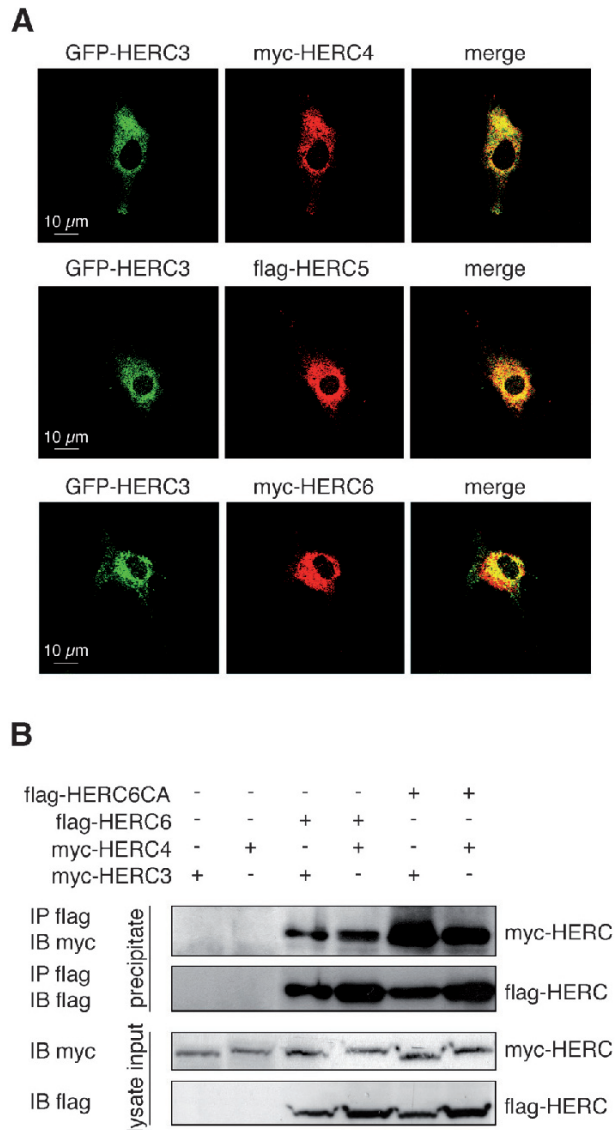 A
GFP-HERC3 myc-HERC4 merge
10 µm
GFP-HERC3 flag-HERC5 merge
10 µm
GFP-HERC3 myc-HERC6 merge
10 µm
B
flag-HERC6CA - - - - + +
flag-HERC6 - - + + - -
myc-HERC4 - + - + - +
myc-HERC3 + - + - + -
IP flag
IB myc
myc-HERC
IP flag
IB flag
flag-HERC
precipitate
IB myc
myc-HERC
IB flag
flag-HERC
ysate input